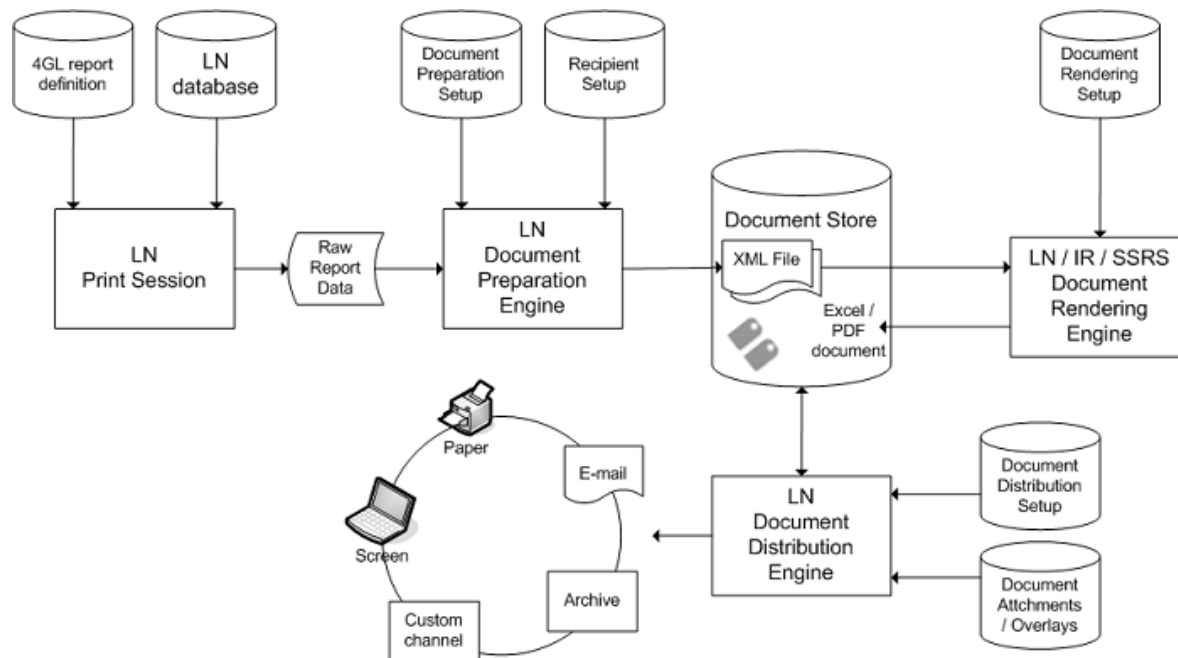 4GL report
definition
LN
database
Document
Preparation
Setup
Recipient
Setup
Document
Rendering
Setup
LN
Print Session
Raw
Report
Data
LN
Document
Preparation
Engine
Document Store
XML File
Excel /
PDF
document
LN / IR / SSRS
Document
Rendering
Engine
Paper
E-mail
Screen
Custom
channel
Archive
LN
Document
Distribution
Engine
Document
Distribution
Setup
Document
Attchments
/ Overlays